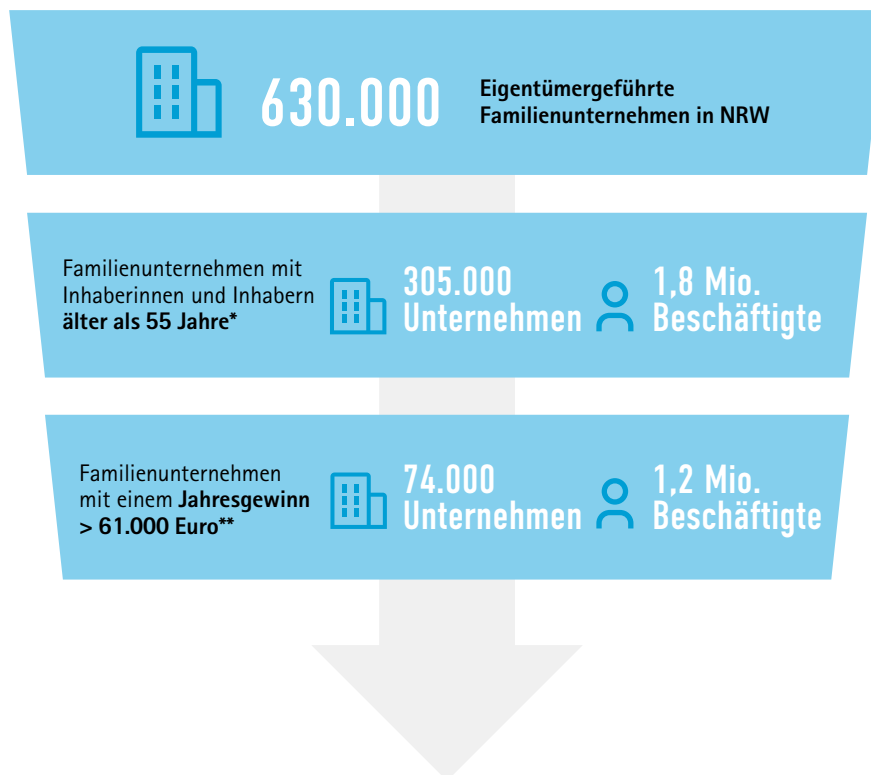 630.000
Eigentümergeführte
Familienunternehmen in NRW
Familienunternehmen mit
Inhaberinnen und Inhabern
älter als 55 Jahre*
305.000
Unternehmen
1,8 Mio.
Beschäftigte
Familienunternehmen
mit einem Jahresgewinn
> 61.000 Euro**
74.000
Unternehmen
1,2 Mio.
Beschäftigte